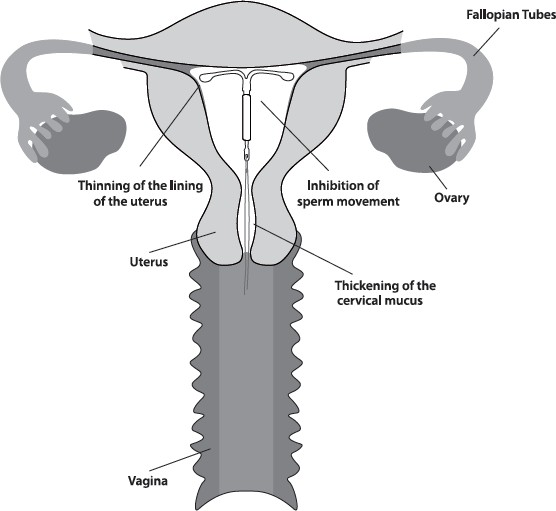 Fallopian Tubes
Thinning of the lining
of the uterus
Inhibition of
sperm movement
Ovary
Uterus
Thickening of the
cervical mucus
Vagina